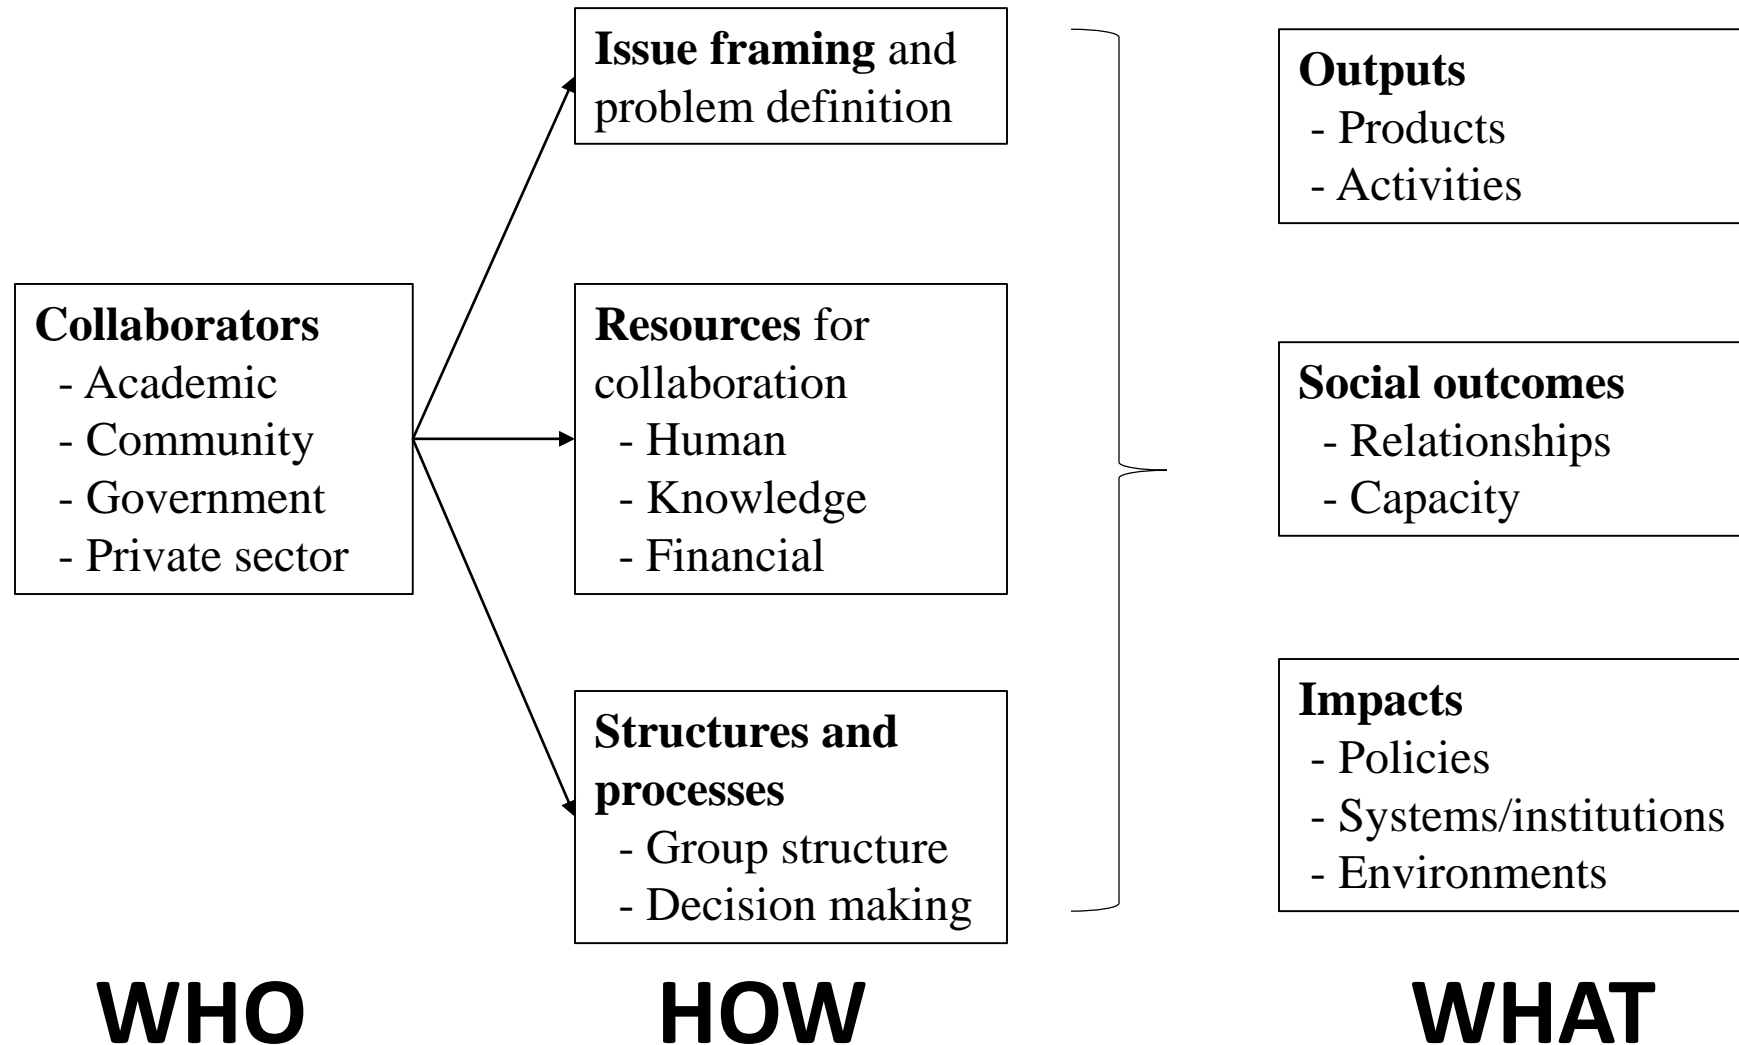 Collaborators
- Academic
- Community
- Government
- Private sector
Issue framing and
problem definition
Resources for
collaboration
- Human
- Knowledge
- Financial
Structures and
processes
- Group structure
- Decision making
Outputs
- Products
- Activities
Social outcomes
- Relationships
- Capacity
Impacts
- Policies
- Systems/institutions
- Environments
WHO
HOW
WHAT